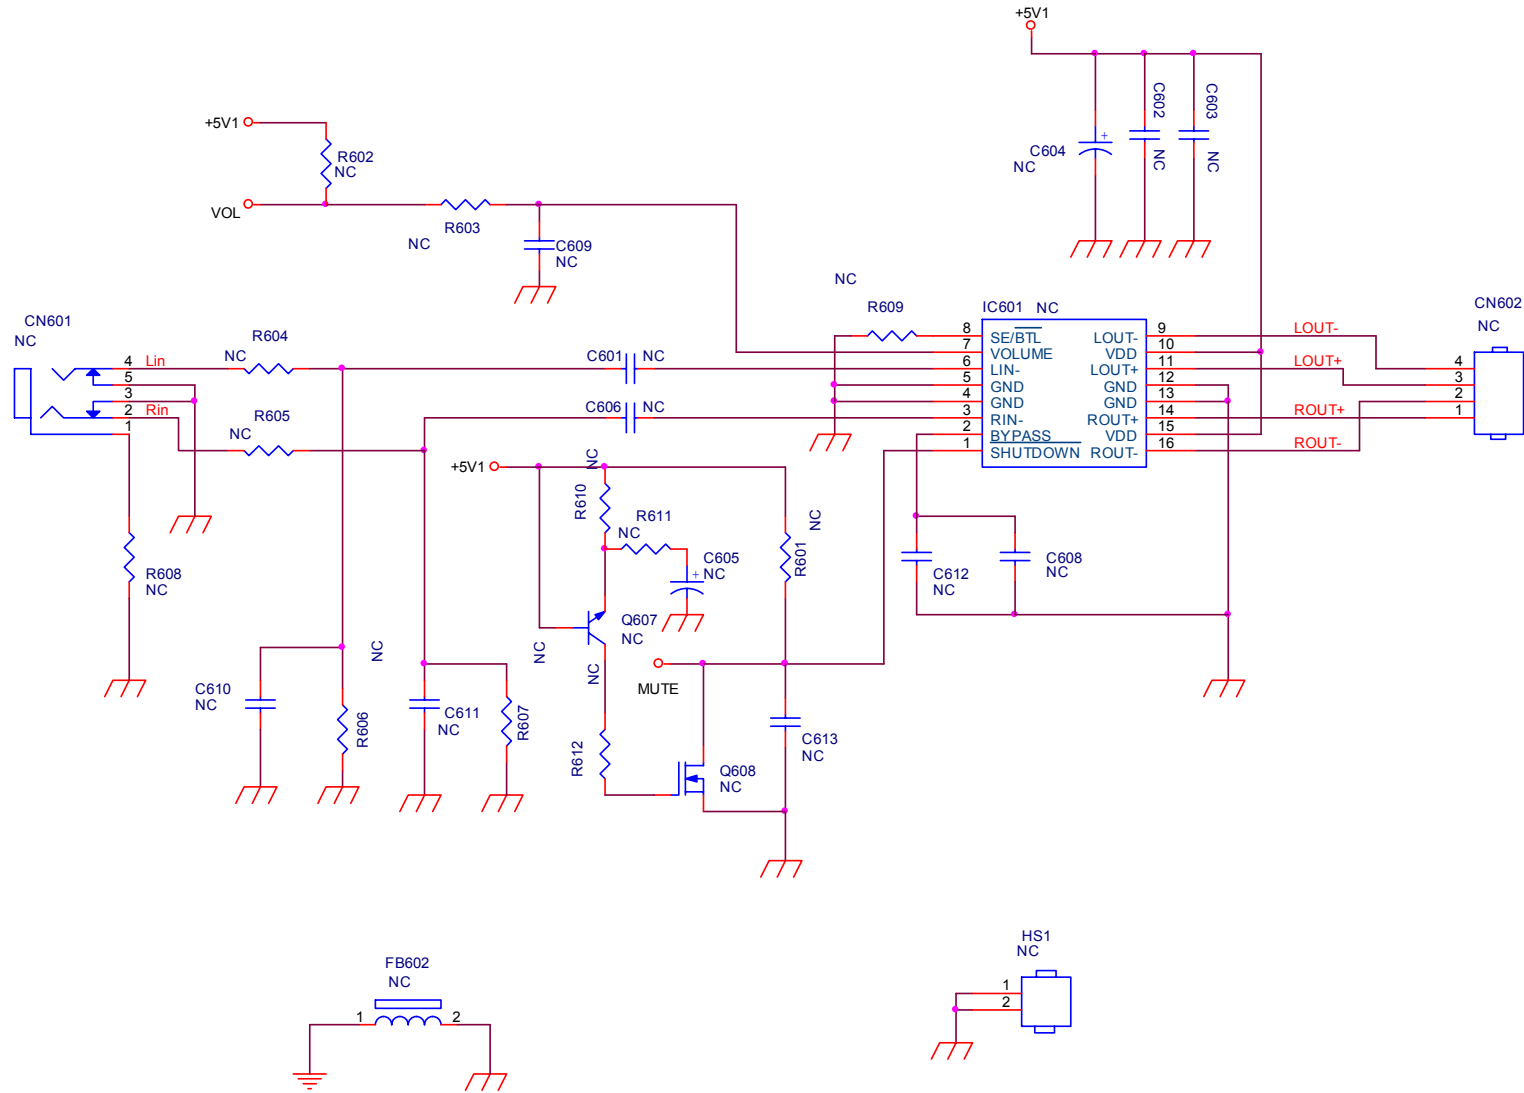 +5V1
+5V1
R602
NC
VOL
R603
NC
C609
NC
C604
NC
C602
NC
C603
NC
CN601
NC
4
5
3
2
1
Lin
Rin
R604
NC
R605
NC
R608
NC
C601
NC
C606
NC
NC
R609
IC601
NC
8
7
6
5
4
3
2
1
SE/BTL
VOLUME
LIN-
GND
GND
RIN-
BYPASS
SHUTDOWN
LOUT-
VDD
LOUT+
GND
GND
ROUT+
VDD
ROUT-
9
10
11
12
13
14
15
16
LOUT-
LOUT+
ROUT+
ROUT-
CN602
NC
4
3
2
1
+5V1
NC
R610
R611
NC
C605
NC
NC
R601
Q607
NC
NC
NC
MUTE
R612
Q608
NC
C613
NC
C612
NC
C608
NC
C610
NC
NC
R606
C611
NC
R607
FB602
NC
1
2
HS1
NC
1
2
+
+